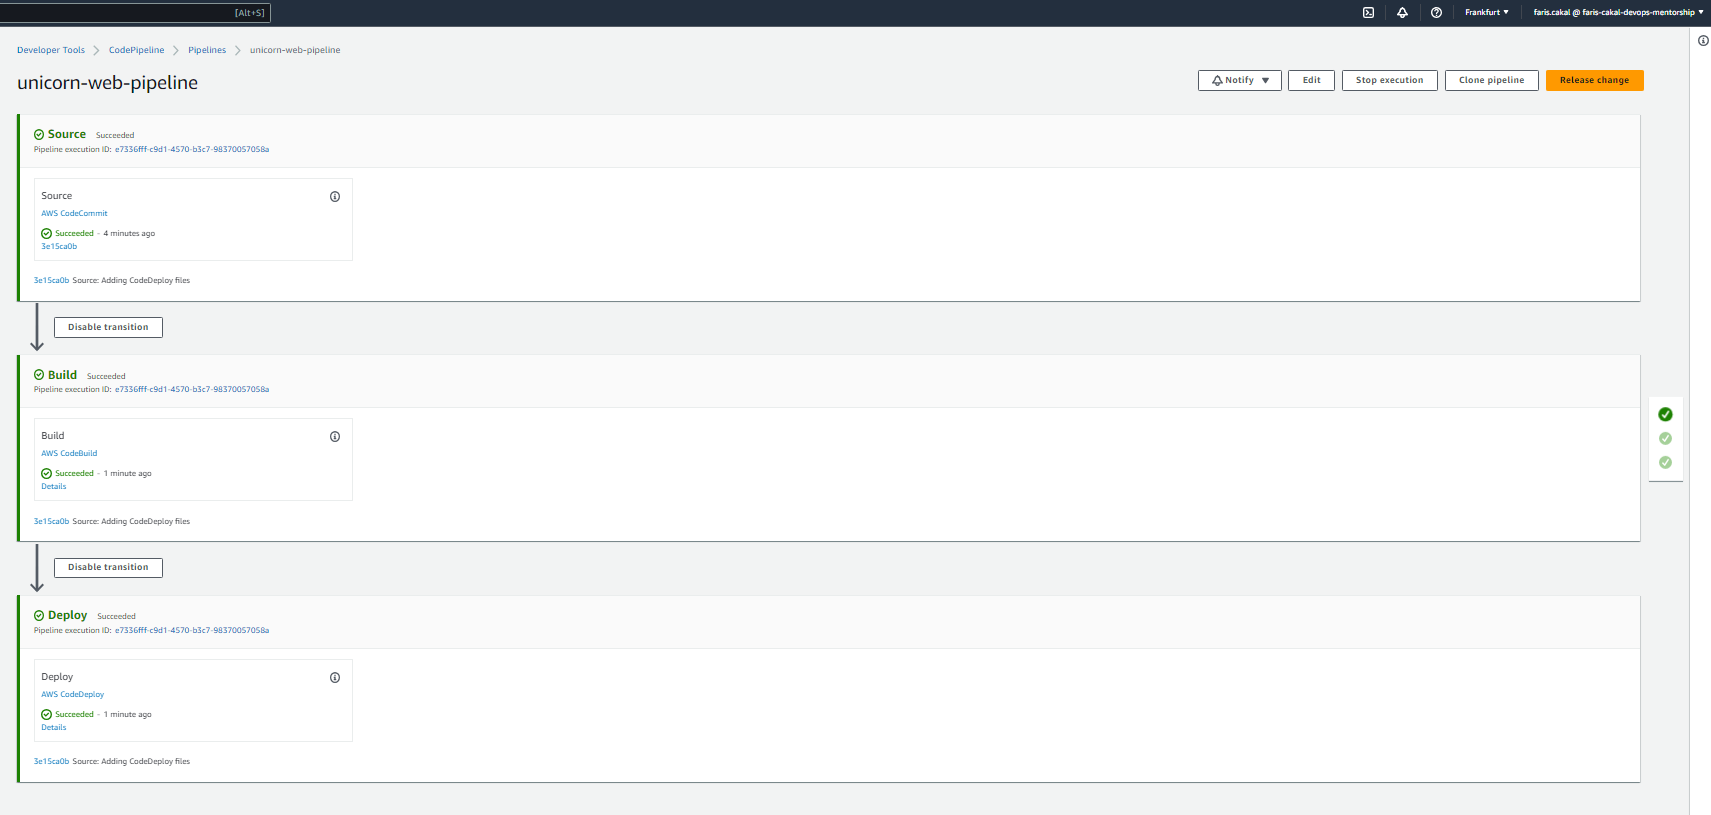 [Alt+S]
Frankfurt
faris.cakal @ faris-cakal-devops-mentorship
Developer Tools
CodePipeline
Pipelines
unicorn-web-pipeline
unicorn-web-pipeline
Notify
Edit
Stop execution
Clone pipeline
Release change
Source Succeeded
Pipeline execution ID: e7336fff-c9d1-4570-b3c7-98370057058a
Source
AWS CodeCommit
Succeeded - 4 minutes ago
3e15ca0b
3e15ca0b Source: Adding CodeDeploy files
Disable transition
Build Succeeded
Pipeline execution ID: e7336fff-c9d1-4570-b3c7-98370057058a
Build
AWS CodeBuild
Succeeded - 1 minute ago
Details
3e15ca0b Source: Adding CodeDeploy files
Disable transition
Deploy Succeeded
Pipeline execution ID: e7336fff-c9d1-4570-b3c7-98370057058a
Deploy
AWS CodeDeploy
Succeeded - 1 minute ago
Details
3e15ca0b Source: Adding CodeDeploy files